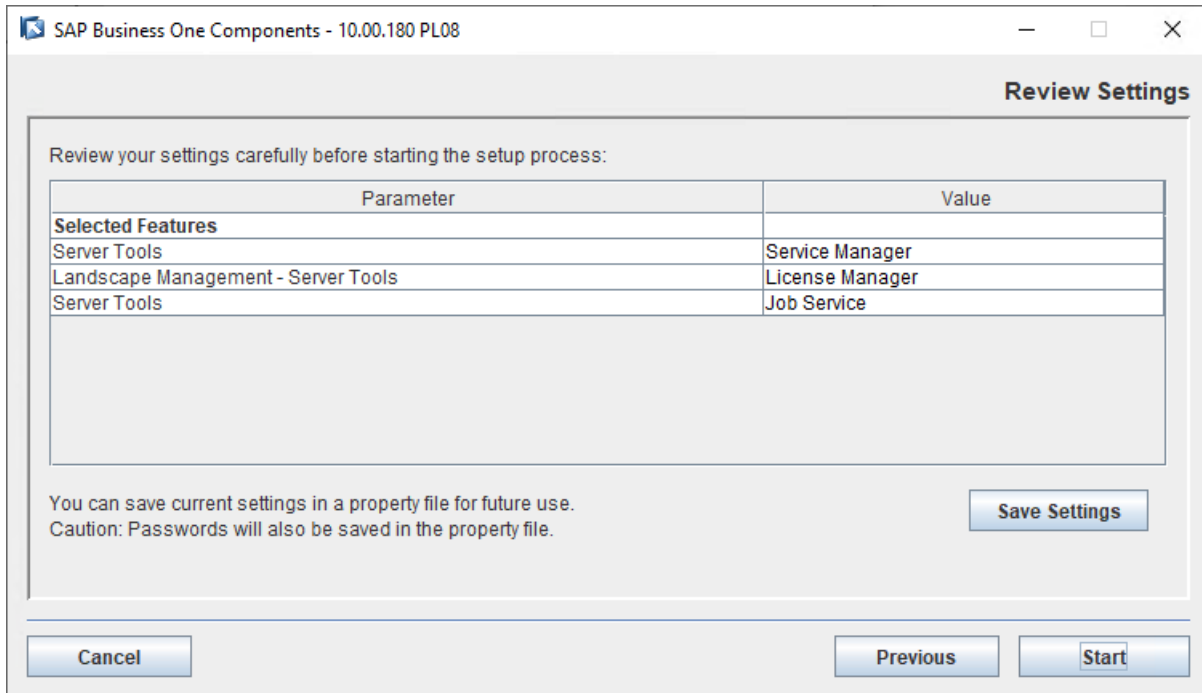 SAP Business One Components - 10.00.180 PL08
Review Settings
Review your settings carefully before starting the setup process:
Parameter Value
Selected Features
Server Tools Service Manager
Landscape Management - Server Tools License Manager
Server Tools Job Service
You can save current settings in a property file for future use.
Caution: Passwords will also be saved in the property file.
Save Settings
Cancel Previous Start